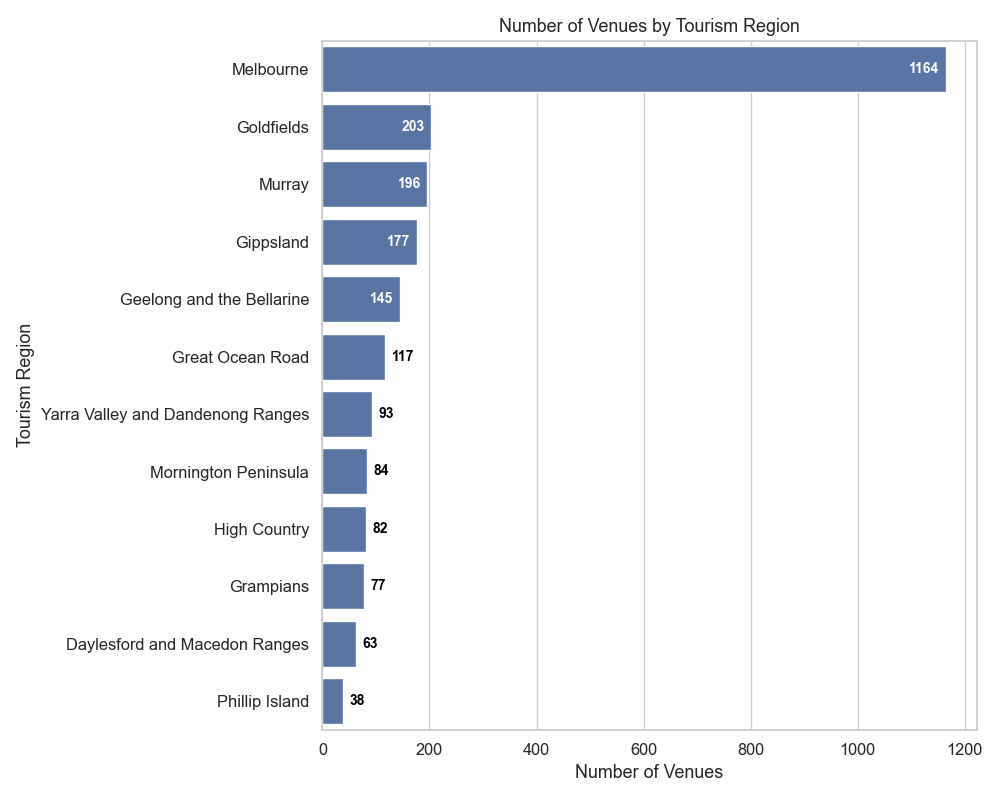 Number of Venues by Tourism Region
Tourism Region
Melbourne 1164
Goldfields 203
Murray 196
Gippsland 177
Geelong and the Bellarine 145
Great Ocean Road 117
Yarra Valley and Dandenong Ranges 93
Mornington Peninsula 84
High Country 82
Grampians 77
Daylesford and Macedon Ranges 63
Phillip Island 38
0 200 400 600 800 1000 1200
Number of Venues